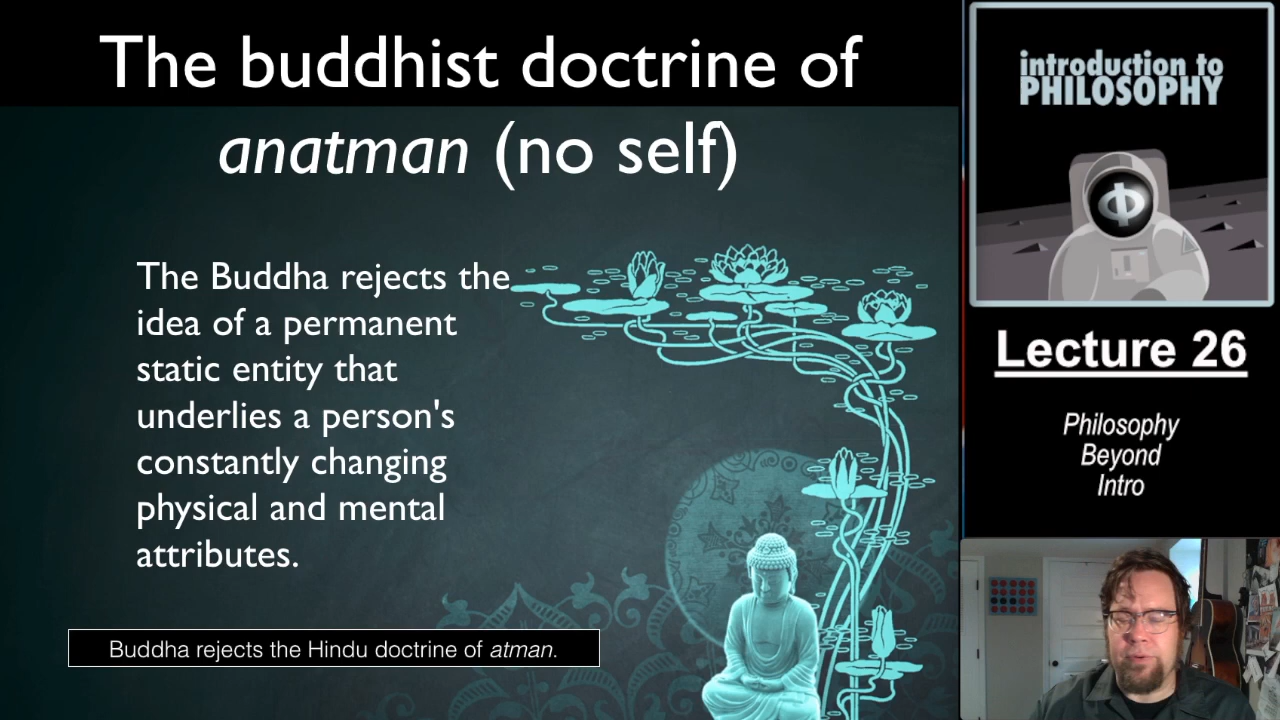 The buddhist doctrine of
anatman (no self)
The Buddha rejects the
idea of a permanent
static entity that
underlies a person's
constantly changing
physical and mental
attributes.
Buddha rejects the Hindu doctrine of atman.
introduction to
PHILOSOPHY
Φ
Lecture 26
Philosophy
Beyond
Intro